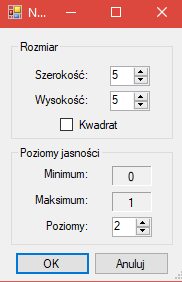 N...
Rozmiar
Szerokość: 5
Wysokość: 5
Kwadrat
Poziomy jasności
Minimum: 0
Maksimum: 1
Poziomy: 2
OK Anuluj